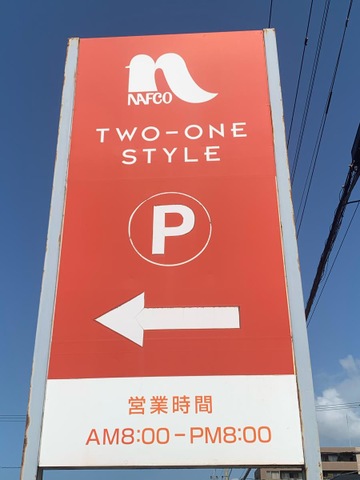 NAFCO
TWO-ONE
STYLE
P
営業時間
AM8:00-PM8:00